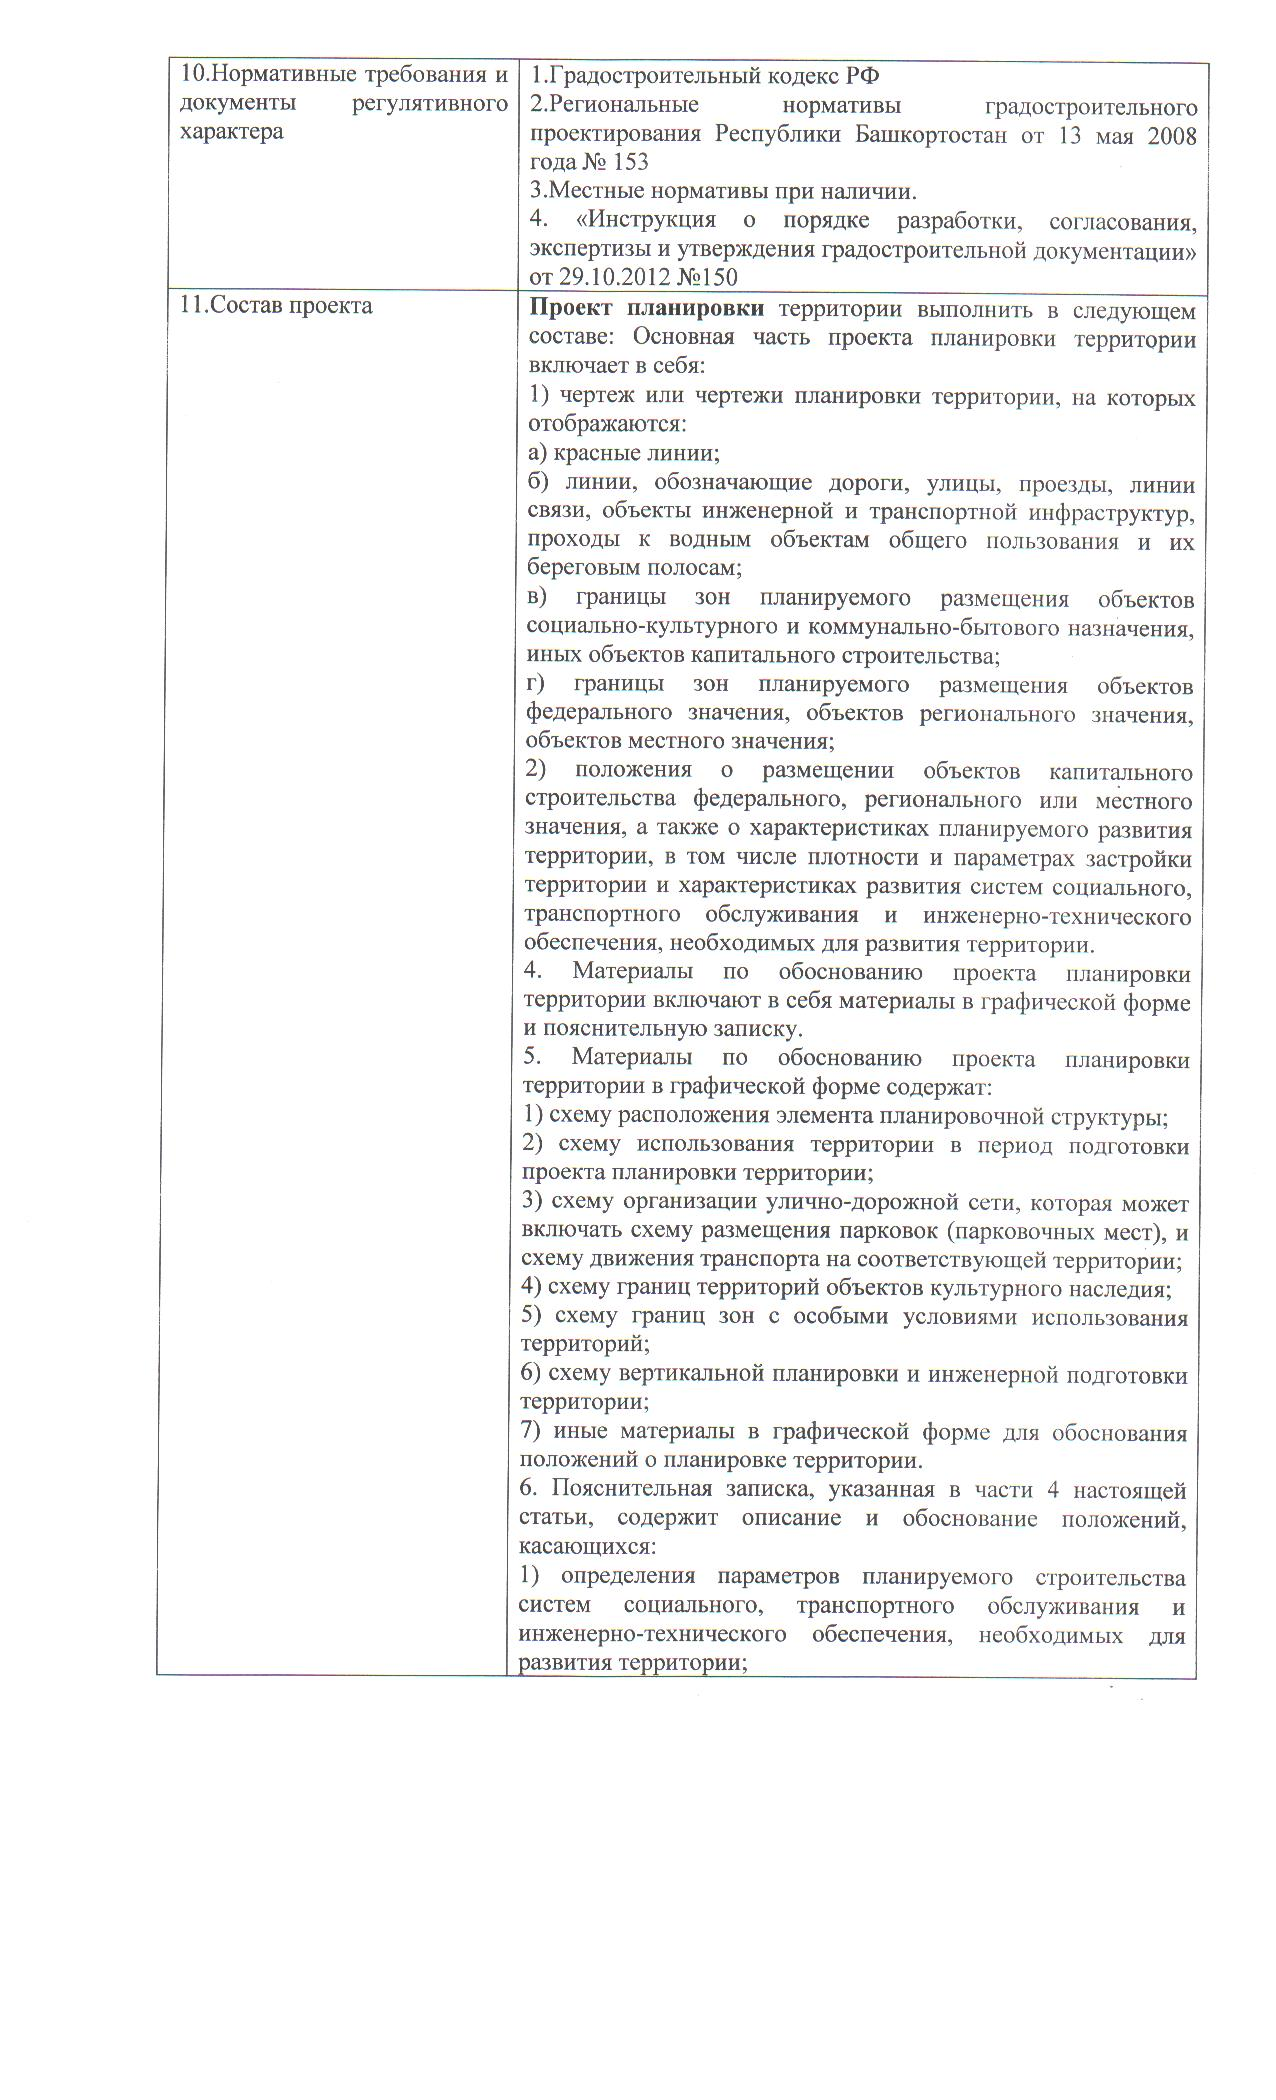 10.Нормативные требования и
документы регулятивного
характера
1.Градостроительный кодекс РФ
2.Региональные нормативы градостроительного
проектирования Республики Башкортостан от 13 мая 2008
года № 153
3.Местные нормативы при наличии.
4. «Инструкция о порядке разработки, согласования,
экспертизы и утверждения градостроительной документации»
от 29.10.2012 №150
11.Состав проекта
Проект планировки территории выполнить в следующем
составе: Основная часть проекта планировки территории
включает в себя:
1) чертеж или чертежи планировки территории, на которых
отображаются:
а) красные линии;
б) линии, обозначающие дороги, улицы, проезды, линии
связи, объекты инженерной и транспортной инфраструктур,
проходы к водным объектам общего пользования и их
береговым полосам;
в) границы зон планируемого размещения объектов
социально-культурного и коммунально-бытового назначения,
иных объектов капитального строительства;
г) границы зон планируемого размещения объектов
федерального значения, объектов регионального значения,
объектов местного значения;
2) положения о размещении объектов капитального
строительства федерального, регионального или местного
значения, а также о характеристиках планируемого развития
территории, в том числе плотности и параметрах застройки
территории и характеристиках развития систем социального,
транспортного обслуживания и инженерно-технического
обеспечения, необходимых для развития территории.
4. Материалы по обоснованию проекта планировки
территории включают в себя материалы в графической форме
и пояснительную записку.
5. Материалы по обоснованию проекта планировки
территории в графической форме содержат:
1) схему расположения элемента планировочной структуры;
2) схему использования территории в период подготовки
проекта планировки территории;
3) схему организации улично-дорожной сети, которая может
включать схему размещения парковок (парковочных мест), и
схему движения транспорта на соответствующей территории;
4) схему границ территорий объектов культурного наследия;
5) схему границ зон с особыми условиями использования
территорий;
6) схему вертикальной планировки и инженерной подготовки
территории;
7) иные материалы в графической форме для обоснования
положений о планировке территории.
6. Пояснительная записка, указанная в части 4 настоящей
статьи, содержит описание и обоснование положений,
касающихся:
1) определения параметров планируемого строительства
систем социального, транспортного обслуживания и
инженерно-технического обеспечения, необходимых для
развития территории;